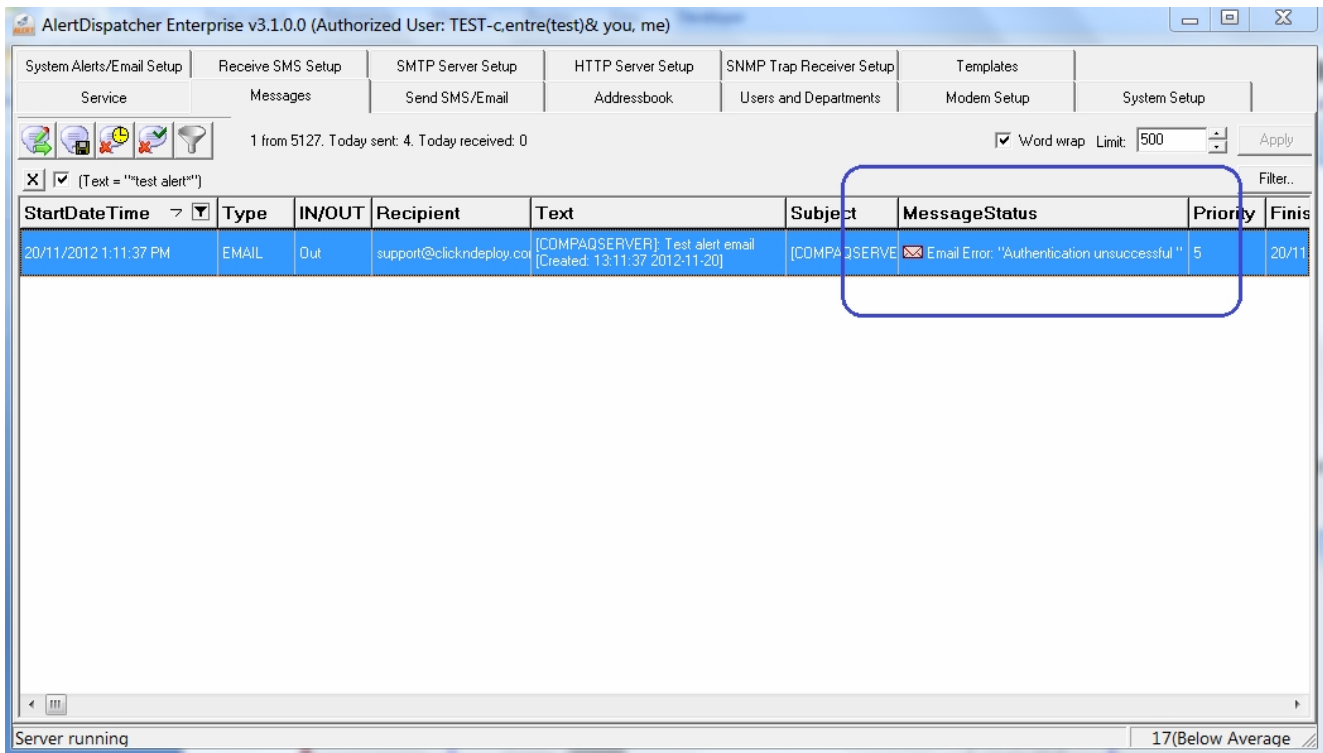 AlertDispatcher Enterprise v3.1.0.0 (Authorized User: TEST-c,entre(test)& you, me)
System Alerts/Email Setup Receive SMS Setup SMTP Server Setup HTTP Server Setup SNMP Trap Receiver Setup Templates
Service Messages Send SMS/Email Addressbook Users and Departments Modem Setup System Setup
1 from 5127. Today sent: 4. Today received: 0 Word wrap Limit: 500 Apply
X (Text = "*test alert*") Filter..
StartDateTime Type IN/OUT Recipient Text Subject MessageStatus Priority Finis
20/11/2012 1:11:37 PM EMAIL Out support@clickndeploy.co [COMPAQSERVER]: Test alert email [COMPAQSERVE Email Error: "Authentication unsuccessful " 5 20/11
[Created: 13:11:37 2012-11-20]
Server running 17(Below Average